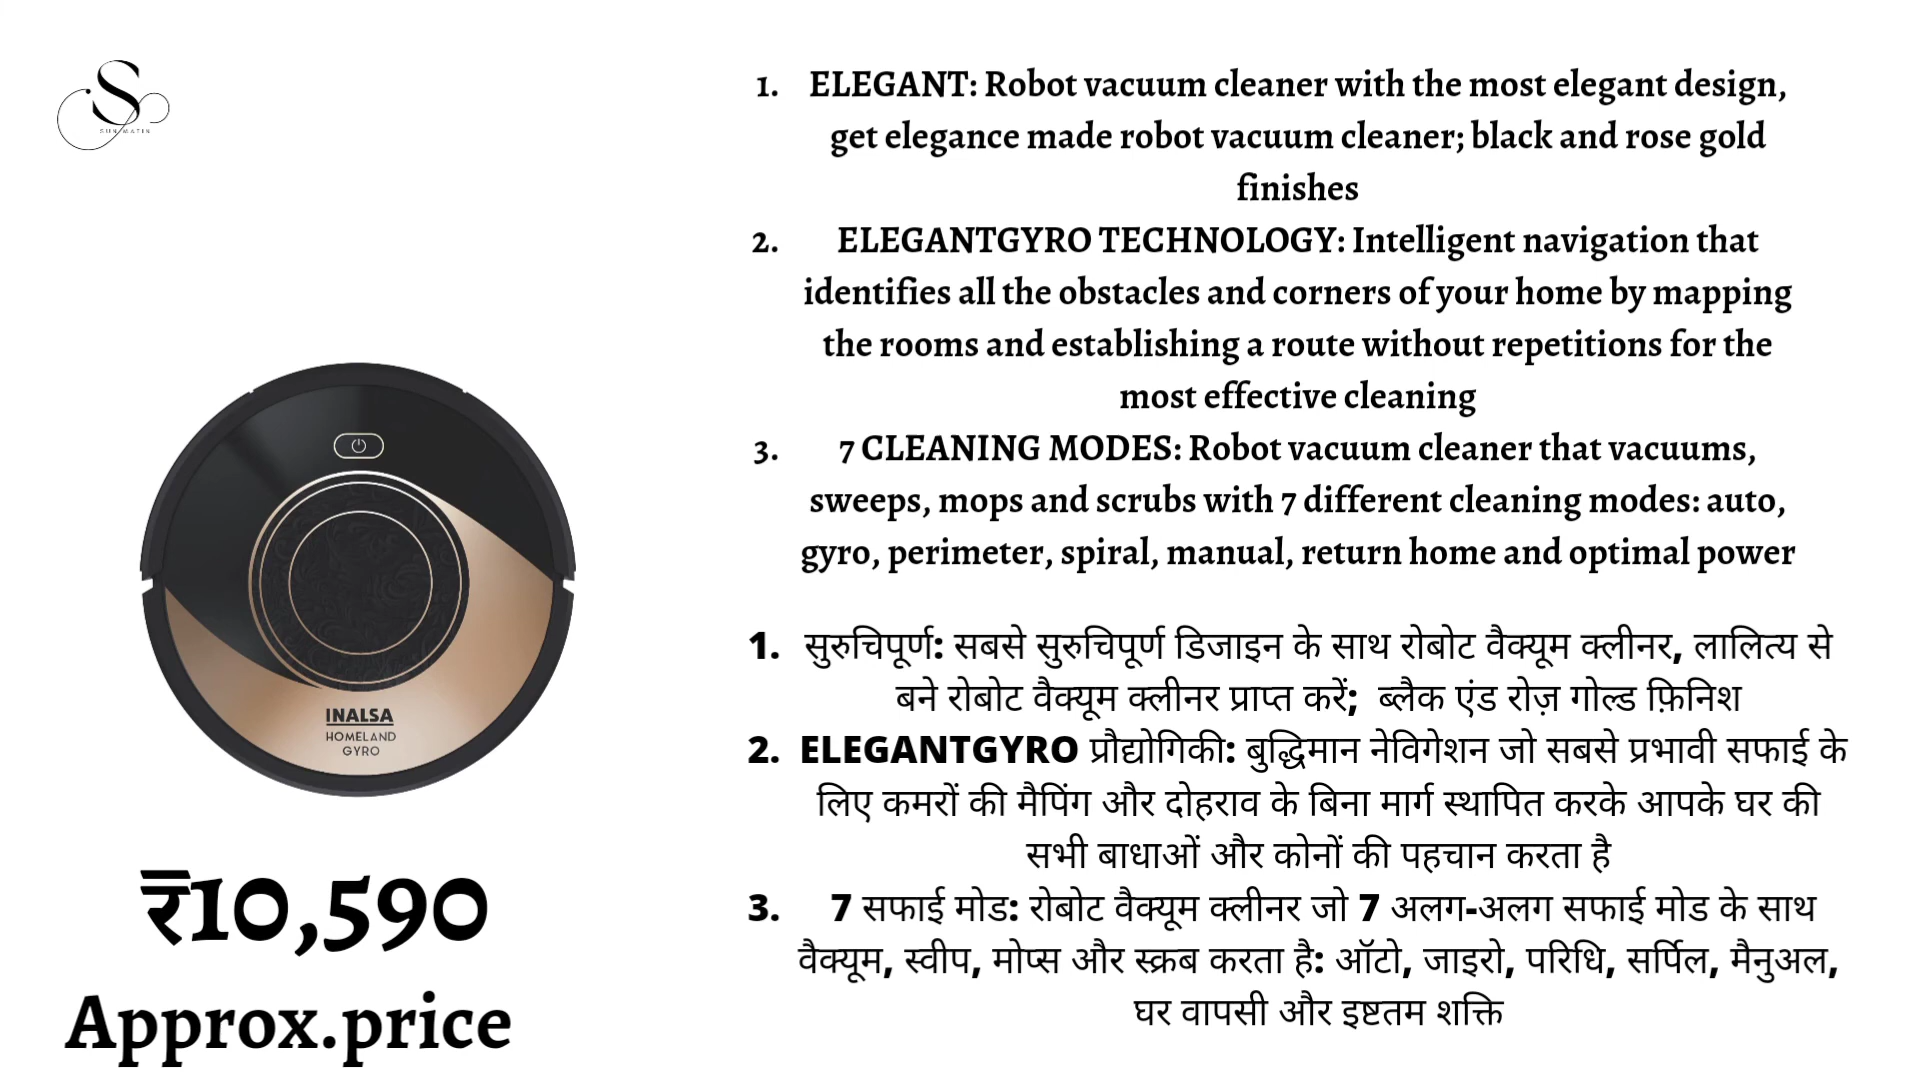 S
SUN MATIN
1. ELEGANT: Robot vacuum cleaner with the most elegant design,
get elegance made robot vacuum cleaner; black and rose gold
finishes
2. ELEGANTGYRO TECHNOLOGY: Intelligent navigation that
identifies all the obstacles and corners of your home by mapping
the rooms and establishing a route without repetitions for the
most effective cleaning
3. 7 CLEANING MODES: Robot vacuum cleaner that vacuums,
sweeps, mops and scrubs with 7 different cleaning modes: auto,
gyro, perimeter, spiral, manual, return home and optimal power
1. सुरुचिपूर्ण: सबसे सुरुचिपूर्ण डिजाइन के साथ रोबोट वैक्यूम क्लीनर, लालित्य से
बने रोबोट वैक्यूम क्लीनर प्राप्त करें; ब्लैक एंड रोज़ गोल्ड फ़िनिश
2. ELEGANTGYRO प्रौद्योगिकी: बुद्धिमान नेविगेशन जो सबसे प्रभावी सफाई के
लिए कमरों की मैपिंग और दोहराव के बिना मार्ग स्थापित करके आपके घर की
सभी बाधाओं और कोनों की पहचान करता है
3. 7 सफाई मोड: रोबोट वैक्यूम क्लीनर जो 7 अलग-अलग सफाई मोड के साथ
वैक्यूम, स्वीप, मोप्स और स्क्रब करता है: ऑटो, जाइरो, परिधि, सर्पिल, मैनुअल,
घर वापसी और इष्टतम शक्ति
INALSA
HOMELAND
GYRO
₹10,590
Approx.price